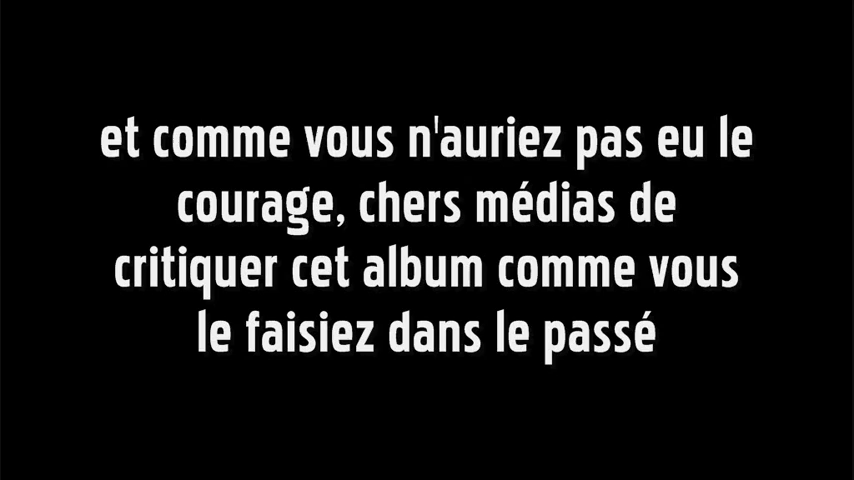 et comme vous n'auriez pas eu le
courage, chers médias de
critiquer cet album comme vous
le faisiez dans le passé